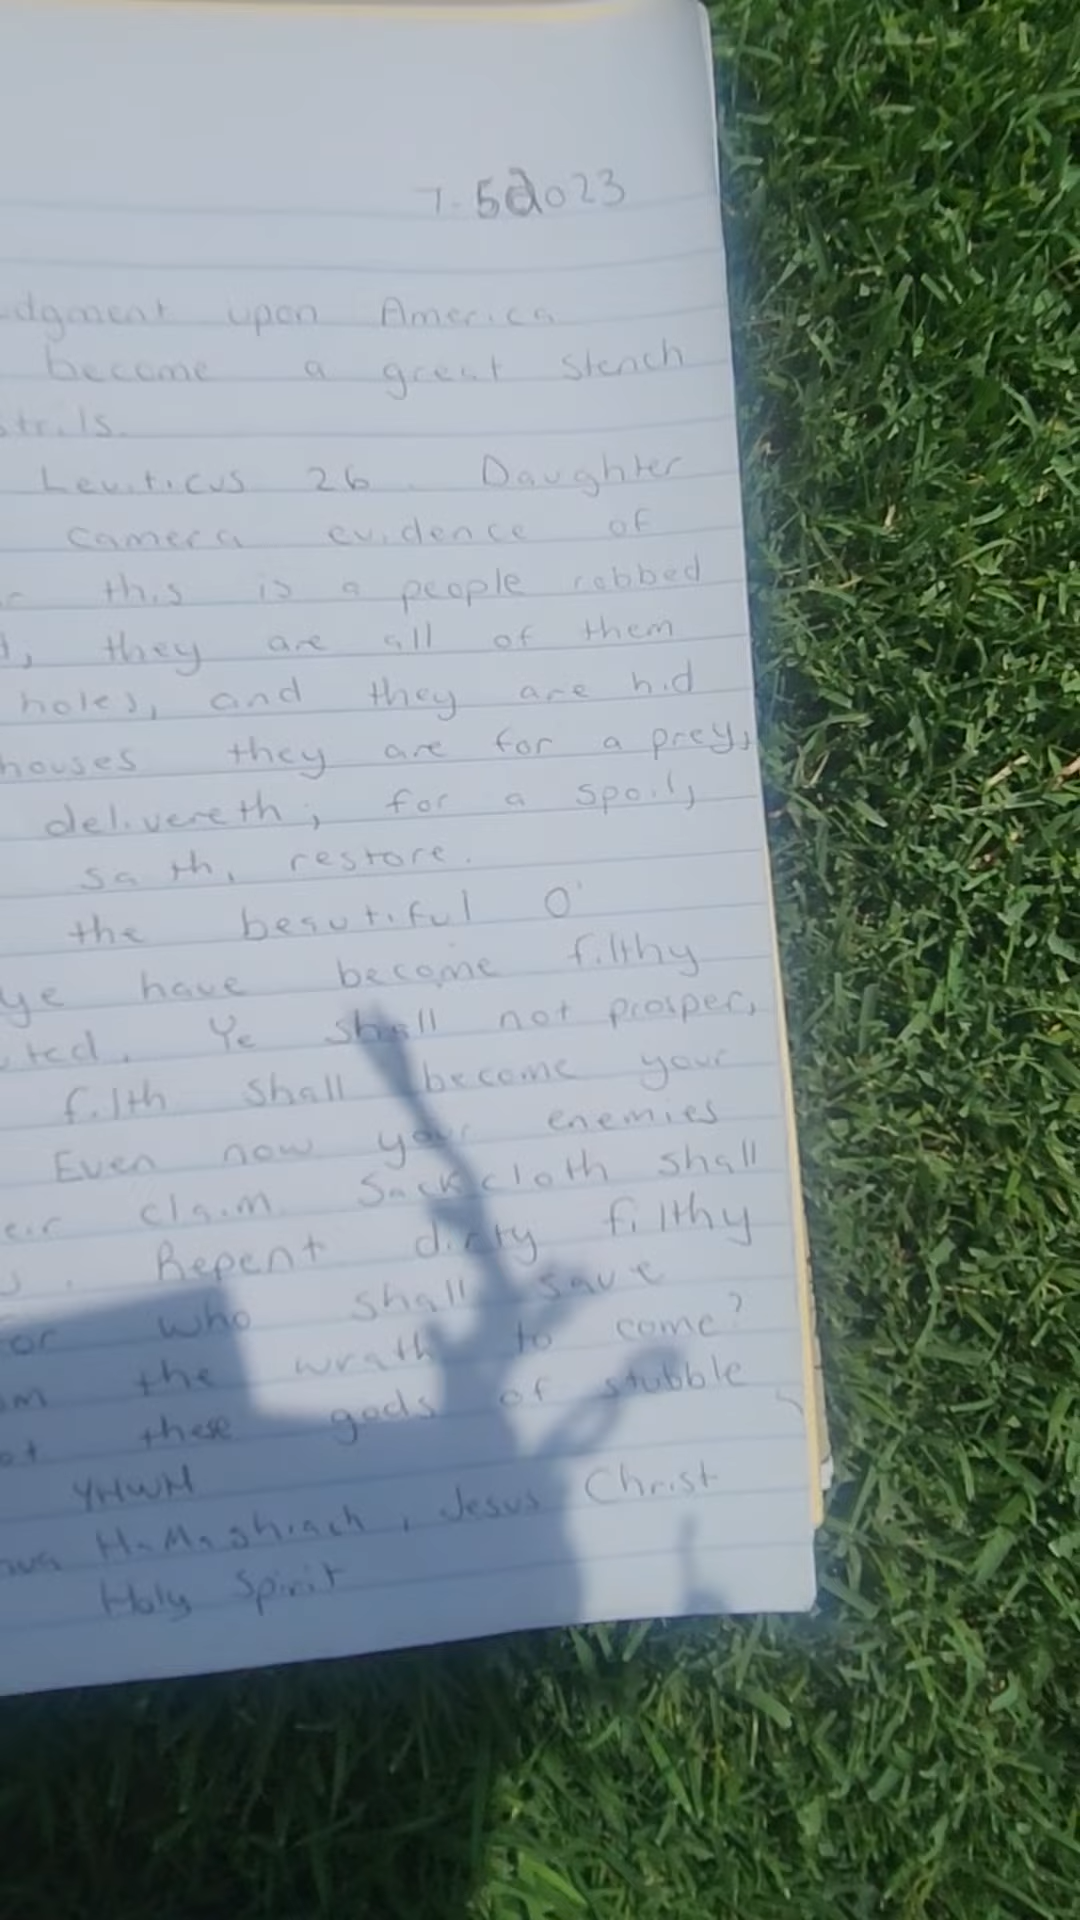 7.52023
dgment upon America
become a great stench
strils.
Leviticus 26. Daughter
camera evidence of
this is a people robbed
they are all of them
holes, and they are hid
houses they are for a prey,
delivereth; for a spoil,
saith, restore.
the beautiful O'
ye have become filthy
ted. Ye shall not prosper,
filth shall become your
Even now your enemies
eir claim. Sackcloth shall
Repent dirty filthy
or who shall save
om the wrath to come?
ot these gods of stubble
YHWH
HaMashiach, Jesus Christ
Holy Spirit